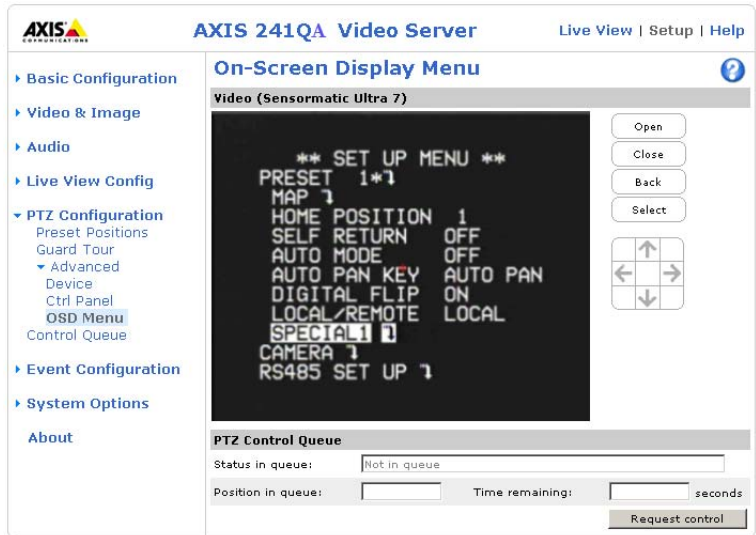 AXIS
COMMUNICATIONS
AXIS 241QA Video Server
Live View | Setup | Help
Basic Configuration
Video & Image
Audio
Live View Config
PTZ Configuration
Preset Positions
Guard Tour
Advanced
Device
Ctrl Panel
OSD Menu
Control Queue
Event Configuration
System Options
About
On-Screen Display Menu
?
Video (Sensormatic Ultra 7)
** SET UP MENU **
PRESET 1*
MAP
HOME POSITION 1
SELF RETURN OFF
AUTO MODE OFF
AUTO PAN KEY AUTO PAN
DIGITAL FLIP ON
LOCAL/REMOTE LOCAL
SPECIAL1
CAMERA
RS485 SET UP
Open
Close
Back
Select
PTZ Control Queue
Status in queue: Not in queue
Position in queue: Time remaining: seconds
Request control